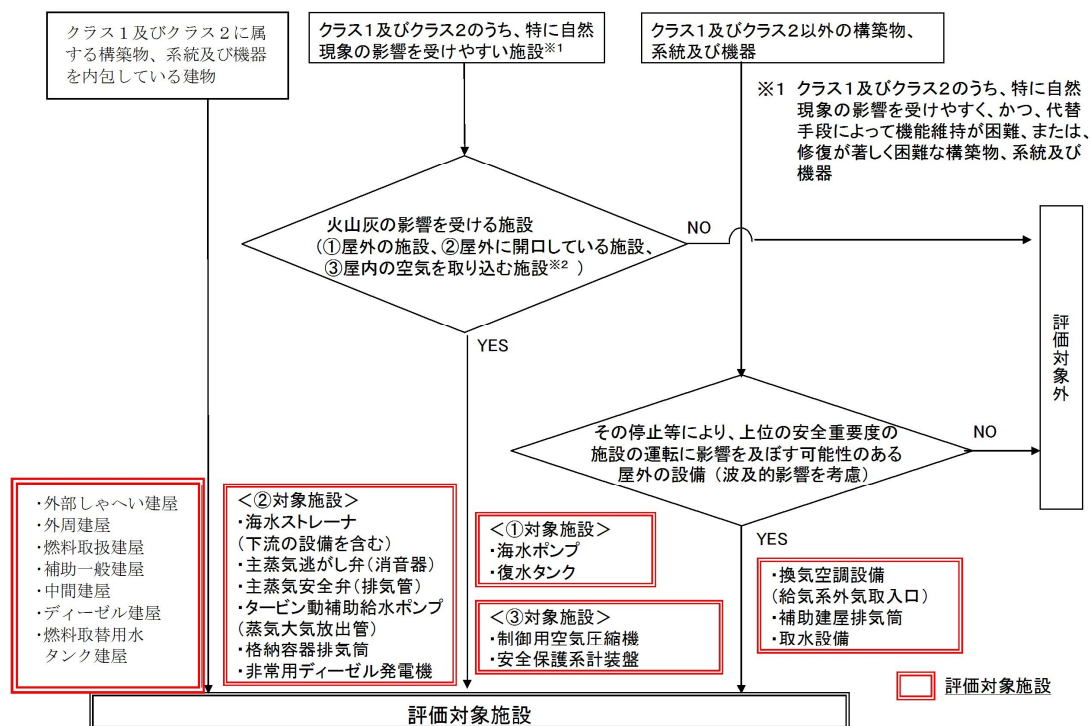 クラス１及びクラス２に属
する構築物、系統及び機器
を内包している建物
クラス１及びクラス２のうち、特に自然
現象の影響を受けやすい施設※1
クラス１及びクラス２以外の構築物、
系統及び機器
※１ クラス１及びクラス２のうち、特に自然
現象の影響を受けやすく、かつ、代替
手段によって機能維持が困難、または、
修復が著しく困難な構築物、系統及び
機器
火山灰の影響を受ける施設
（①屋外の施設、②屋外に開口している施設、
③屋内の空気を取り込む施設※2 ）
NO
YES
評価対象外
その停止等により、上位の安全重要度の
施設の運転に影響を及ぼす可能性のある
屋外の設備（波及的影響を考慮）
NO
YES
・外部しゃへい建屋
・外周建屋
・燃料取扱建屋
・補助一般建屋
・中間建屋
・ディーゼル建屋
・燃料取替用水
タンク建屋
＜②対象施設＞
・海水ストレーナ
（下流の設備を含む）
・主蒸気逃がし弁（消音器）
・主蒸気安全弁（排気管）
・タービン動補助給水ポンプ
（蒸気大気放出管）
・格納容器排気筒
・非常用ディーゼル発電機
＜①対象施設＞
・海水ポンプ
・復水タンク
＜③対象施設＞
・制御用空気圧縮機
・安全保護系計装盤
・換気空調設備
（給気系外気取入口）
・補助建屋排気筒
・取水設備
評価対象施設
評価対象施設